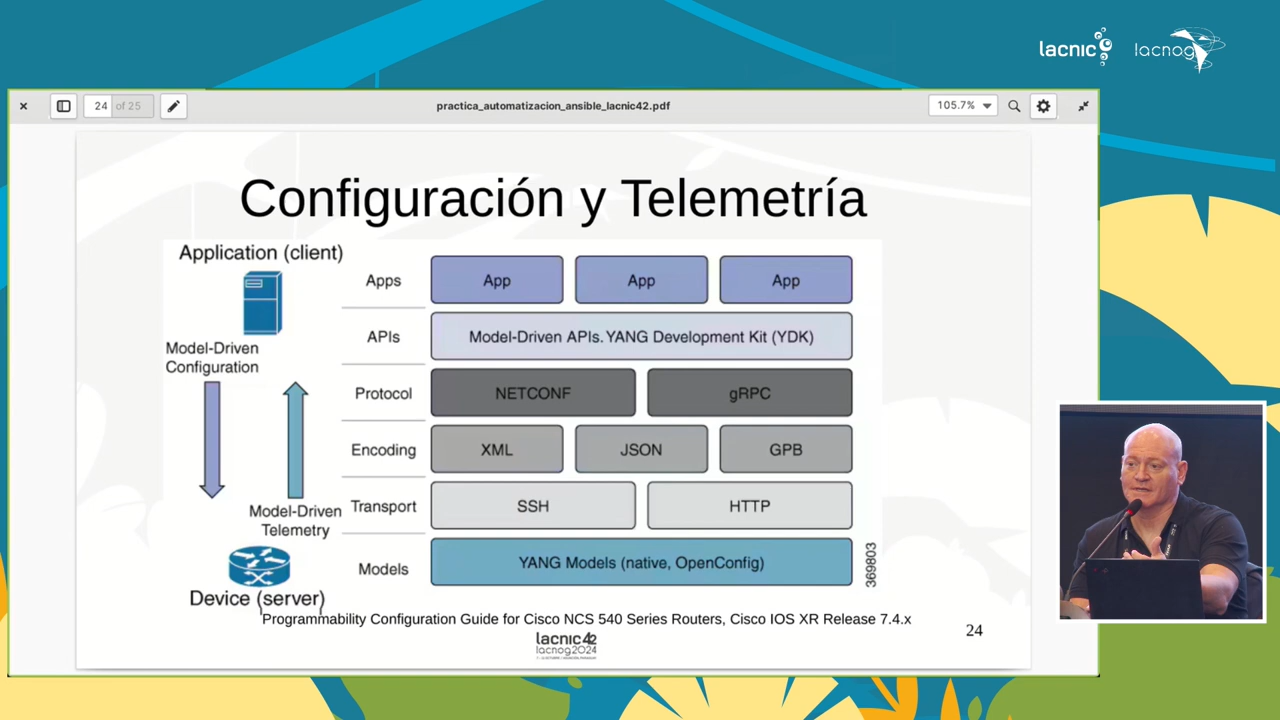 lacnic
lacnog
24 of 25
practica_automatizacion_ansible_lacnic42.pdf
105.7%
Configuración y Telemetría
Application (client)
Model-Driven
Configuration
Model-Driven
Telemetry
Device (server)
Apps
App
App
App
APIs
Model-Driven APIs. YANG Development Kit (YDK)
Protocol
NETCONF
gRPC
Encoding
XML
JSON
GPB
Transport
SSH
HTTP
Models
YANG Models (native, OpenConfig)
369803
Programmability Configuration Guide for Cisco NCS 540 Series Routers, Cisco IOS XR Release 7.4.x
lacnic42
lacnog2024
24